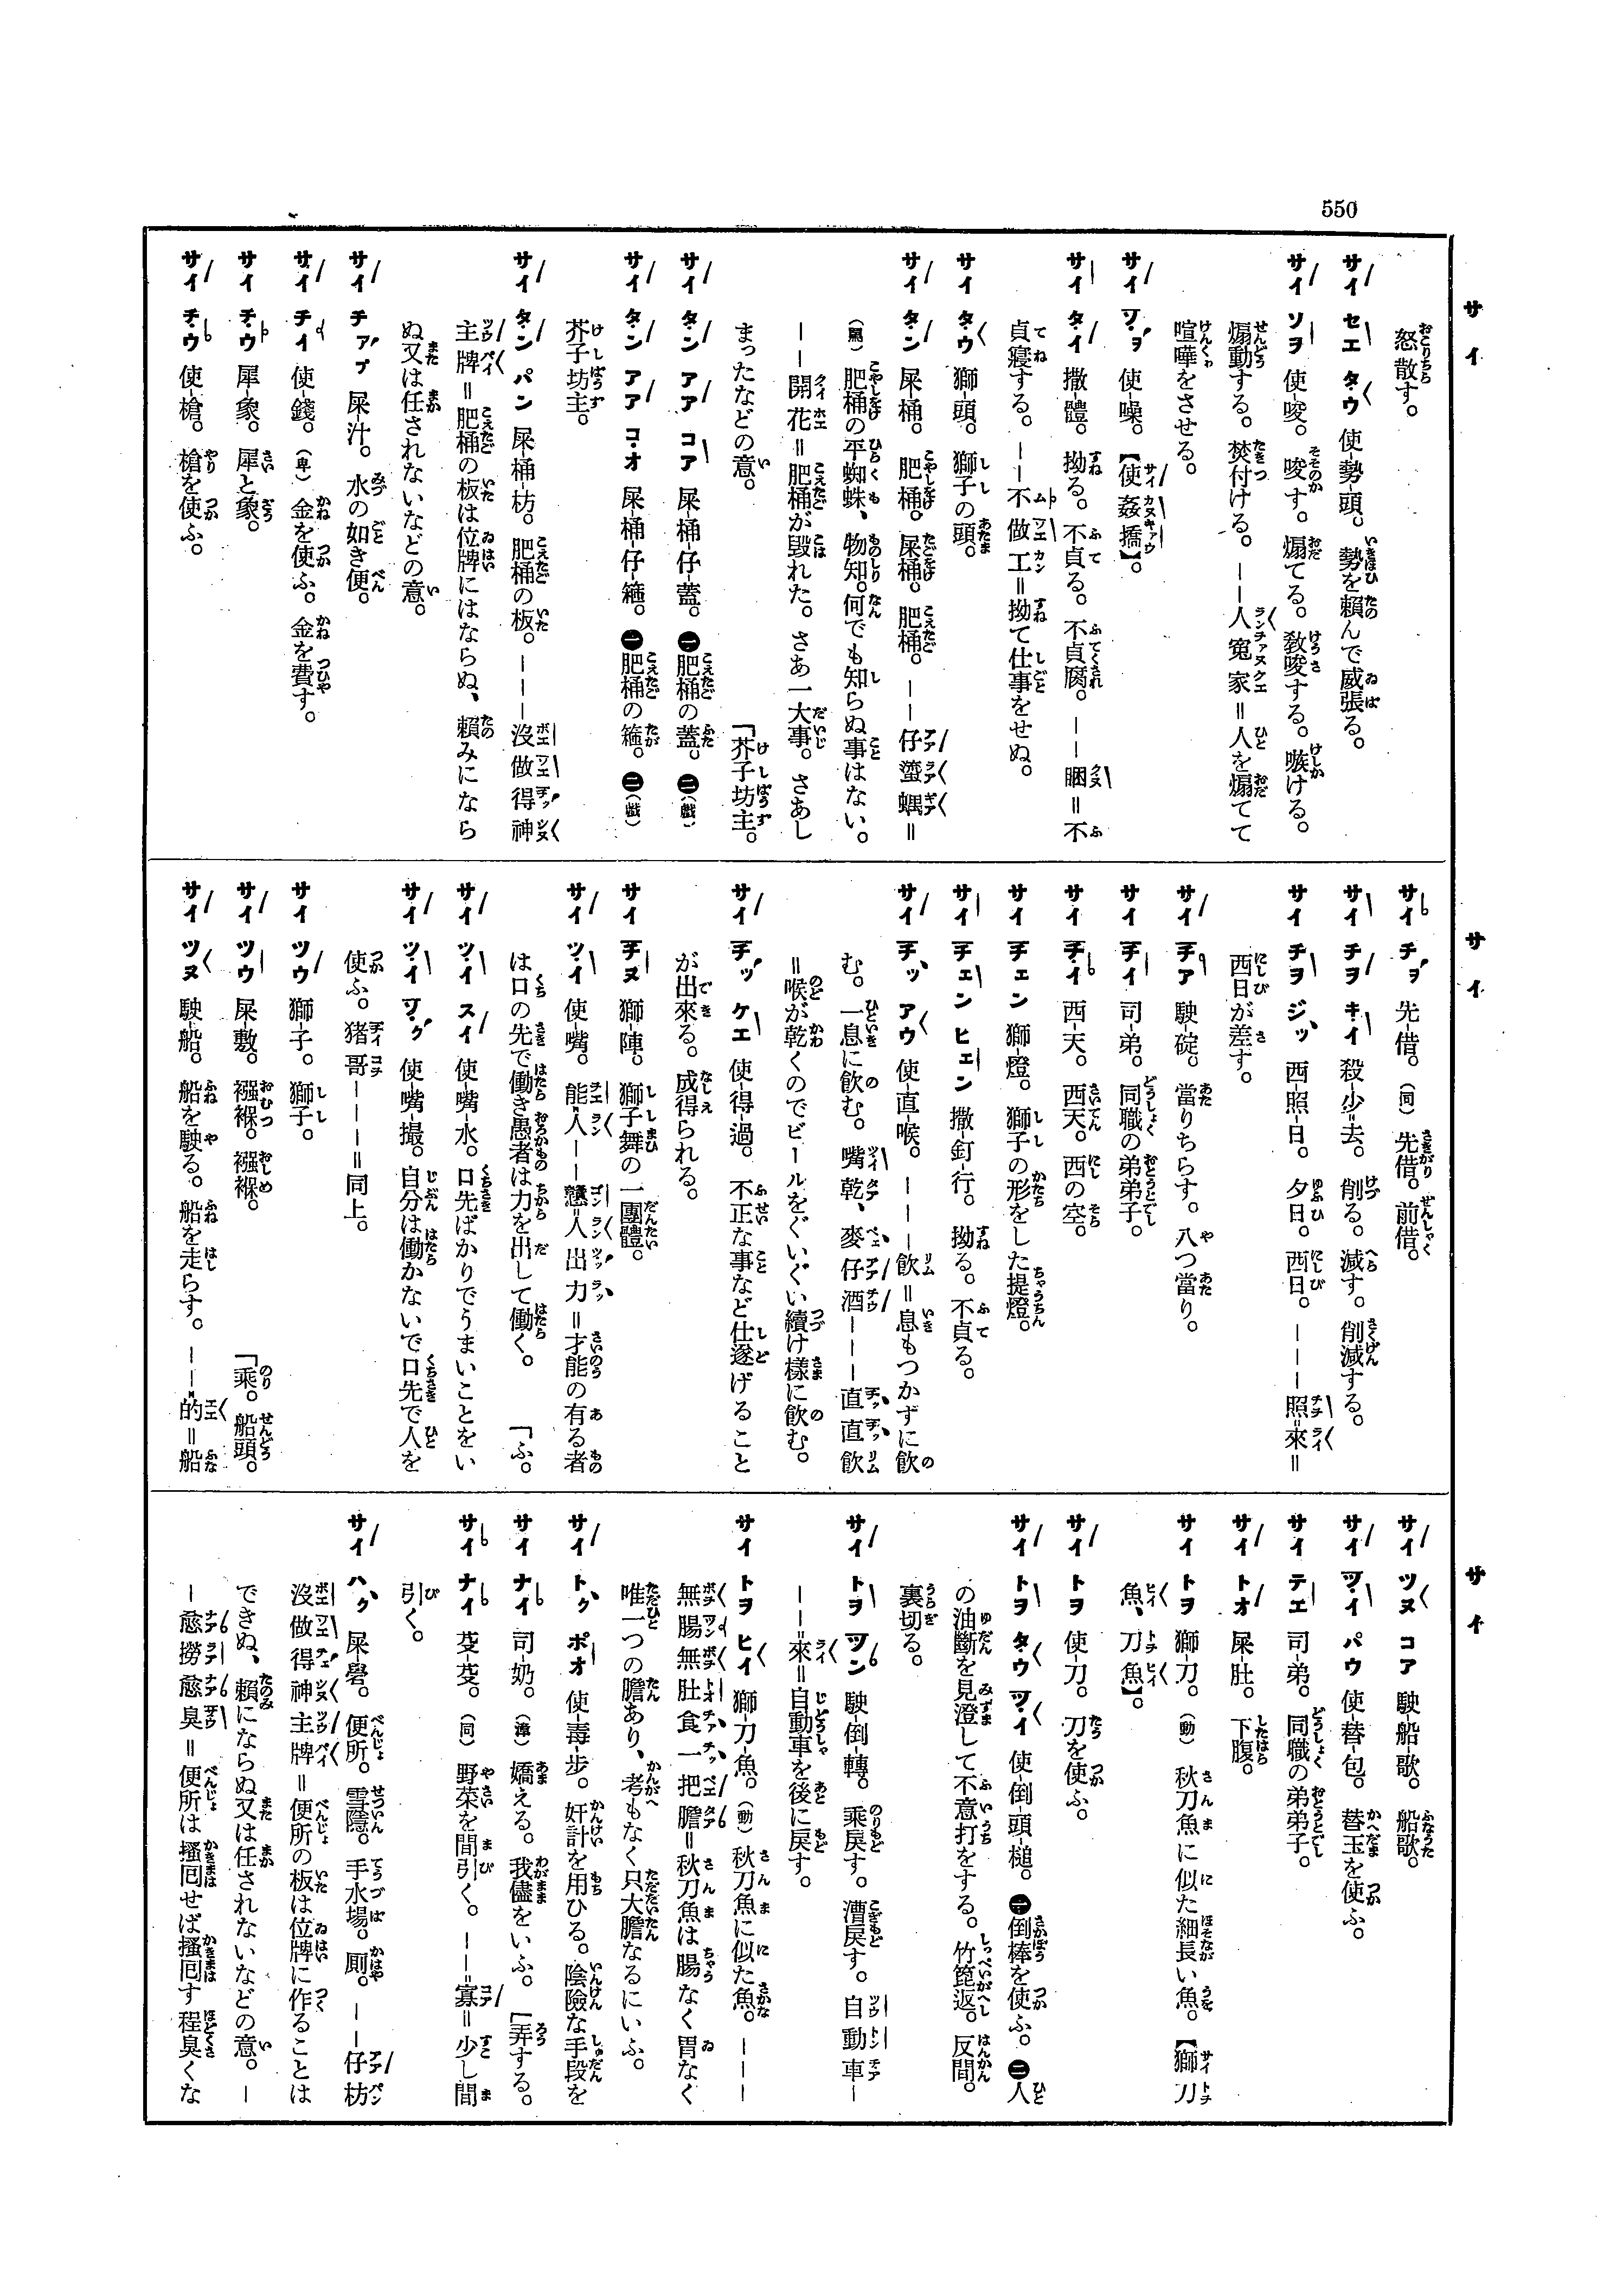 550
サイ
怒散す。
サイ セエ タウ 使-勢-頭。勢を賴んで威張る。
サイ ソヲ 使-唆。唆す。煽てる。敎唆する。嗾ける。
煽動する。焚付ける。――人寃家=人を煽てて
喧嘩をさせる。
サイ ソヲ 使-噪。【使姦撟】。
サイ タイ 撒-體。拗る。不貞る。不貞腐。――睏=不
貞寢する。――不做工=拗て仕事をせぬ。
サイ タウ 獅-頭。獅子の頭。
サイ タン 屎-桶。肥桶。屎桶。肥桶。――仔蠻蜴=
肥桶の平蜘蛛、物知。何でも知らぬ事はない。
――開花=肥桶が毀れた。さあ一大事。さあし
まったなどの意。
サイ タン アア コア 屎-桶-仔-蓋。㊀肥桶の蓋。㊁(戲)「芥子坊主。
サイ タン アア コオ 屎-桶-仔-箍。㊀肥桶の箍。㊁(戲)
芥子坊主。
サイ タン パン 屎-桶-枋。肥桶の板。―――沒做得神
主牌=肥桶の板は位牌にはならぬ、賴みになら
ぬ又は任されないなどの意。
サイ チァプ 屎-汁。水の如き便。
サイ チイ 使-錢。(卑)金を使ふ。金を費す。
サイ チウ 犀-象。犀と象。
サイ チウ 使-槍。槍を使ふ。
サイ
サイ チヲ 先-借。(同)先借。前借。
サイ チヲ キイ 殺-少=去。削る。減す。削減する。
サイ チヲ ジッ 西-照-日。夕日。西日。―――照=來=
西日が差す。
サイ チア 駛-碇。當りちらす。八つ當り。
サイ チイ 司-弟。同職の弟弟子。
サイ チイ 西-天。西天。西の空。
サイ チェン 獅-燈。獅子の形をした提燈。
サイ チェン ヒェン 撒-釘-行。拗る。不貞る。
サイ チッ アウ 使-直-喉。―――飮=息もつかずに飮
む。一息に飮む。嘴乾、麥仔酒―――直直飮
=喉が乾くのでビールをぐいぐい續け樣に飮む。
サイ チッ ケエ 使-得-過。不正な事など仕遂げること
が出來る。成得られる。
サイ チヌ 獅-陣。獅子舞の一團體。
サイ ツイ 使-嘴。能人――戇=人出力=才能の有る者
は口の先で働き愚者は力を出して働く。
サイ ツイ スイ 使-嘴-水。口先ばかりでうまいことをい「ふ。
サイ ツイ ツク 使-嘴-撮。自分は働かないで口先で人を
使ふ。猪哥―――=同上。
サイ ツウ 獅-子。獅子。
サイ ツウ 屎-敷。襁褓。襁褓。
サイ ツヌ 駛-船。船を駛る。船を走らす。――的=船「乘。船頭。
サイ
サイ ツヌ コア 駛-船-歌。船歌。
サイ ツイ パウ 使-替-包。替玉を使ふ。
サイ テエ 司-弟。同職の弟弟子。
サイ トオ 屎-肚。下腹。
サイ トヲ 獅-刀。(動)秋刀魚に似た細長い魚。【獅刀
魚、刀魚】。
サイ トヲ 使-刀。刀を使ふ。
サイ トヲ タウ ツイ 使-倒-頭-槌。㊀倒棒を使ふ。㊁人
の油斷を見澄して不意打をする。竹篦返。反間。
裏切る。
サイ トヲ ツン 駛-倒-轉。乘戾す。漕戾す。自動車―
――=來=自動車を後に戾す。
サイ トヲ ヒイ 獅-刀-魚。(動)秋刀魚に似た魚。―――
無腸無肚食一把膽=秋刀魚は腸なく胃なく
唯一つの膽あり、考もなく只大膽なるにいふ。
サイ トク ポオ 使-毒-步。奸計を用ひる。陰險な手段を「弄する。
サイ ナイ 司-奶。(漳)嬌える。我儘をいふ。
サイ ナイ 芟-芟。(同)野菜を間引く。――=寡=少し間
引く。
サイ ハク 屎-礐。便所。雪隱。手水場。厠。――仔枋
沒做得神主牌=便所の板は位牌に作ることは
できぬ、賴にならぬ又は任されないなどの意。―
―愈撈愈臭=便所は搔囘せば搔囘す程臭くな